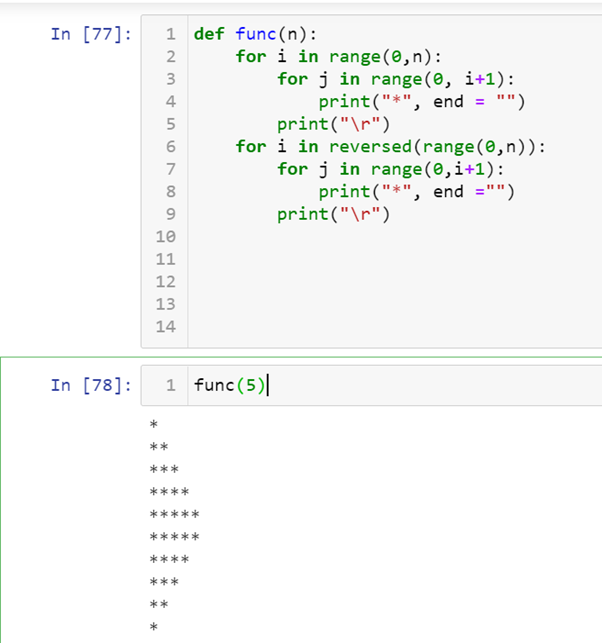 In [77]:
1 def func(n):
2     for i in range(0,n):
3         for j in range(0, i+1):
4             print("*", end = "")
5         print("\r")
6     for i in reversed(range(0,n)):
7         for j in range(0,i+1):
8             print("*", end ="")
9         print("\r")
10
11
12
13
14
In [78]:
1 func(5)
*
**
***
****
*****
*****
****
***
**
*